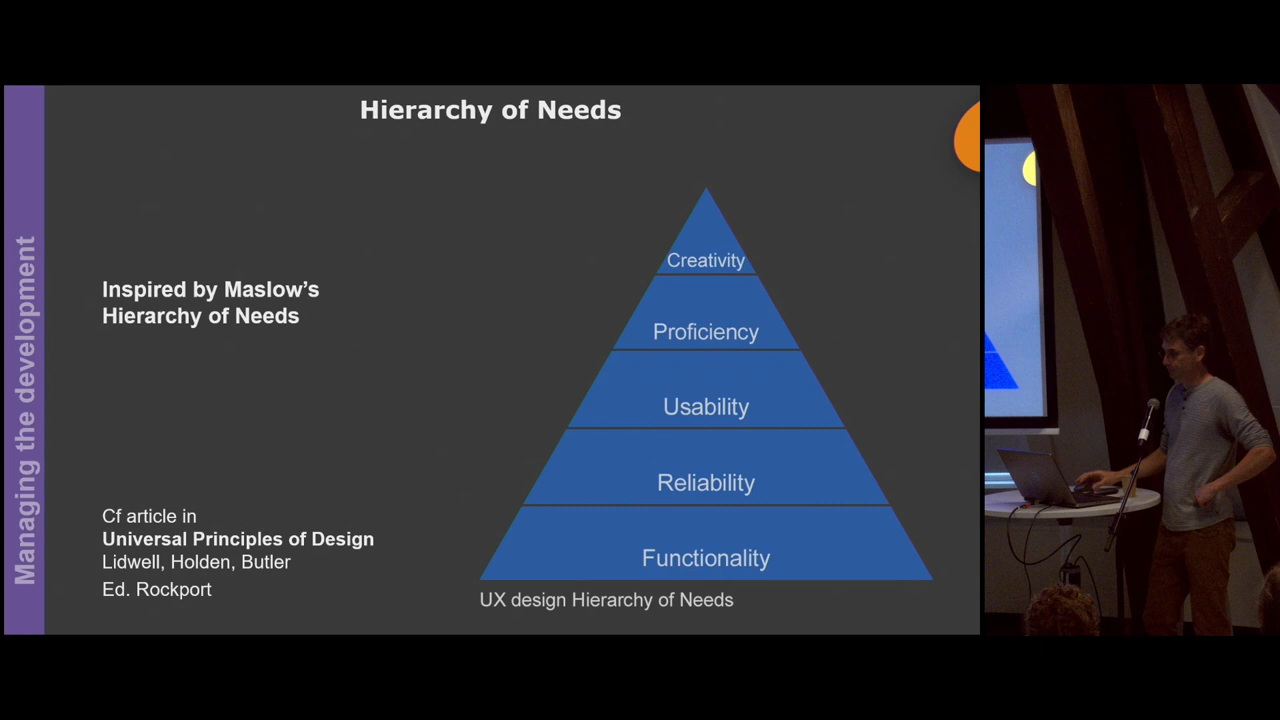 Hierarchy of Needs
Managing the development
Inspired by Maslow’s
Hierarchy of Needs
Creativity
Proficiency
Usability
Reliability
Functionality
Cf article in
Universal Principles of Design
Lidwell, Holden, Butler
Ed. Rockport
UX design Hierarchy of Needs